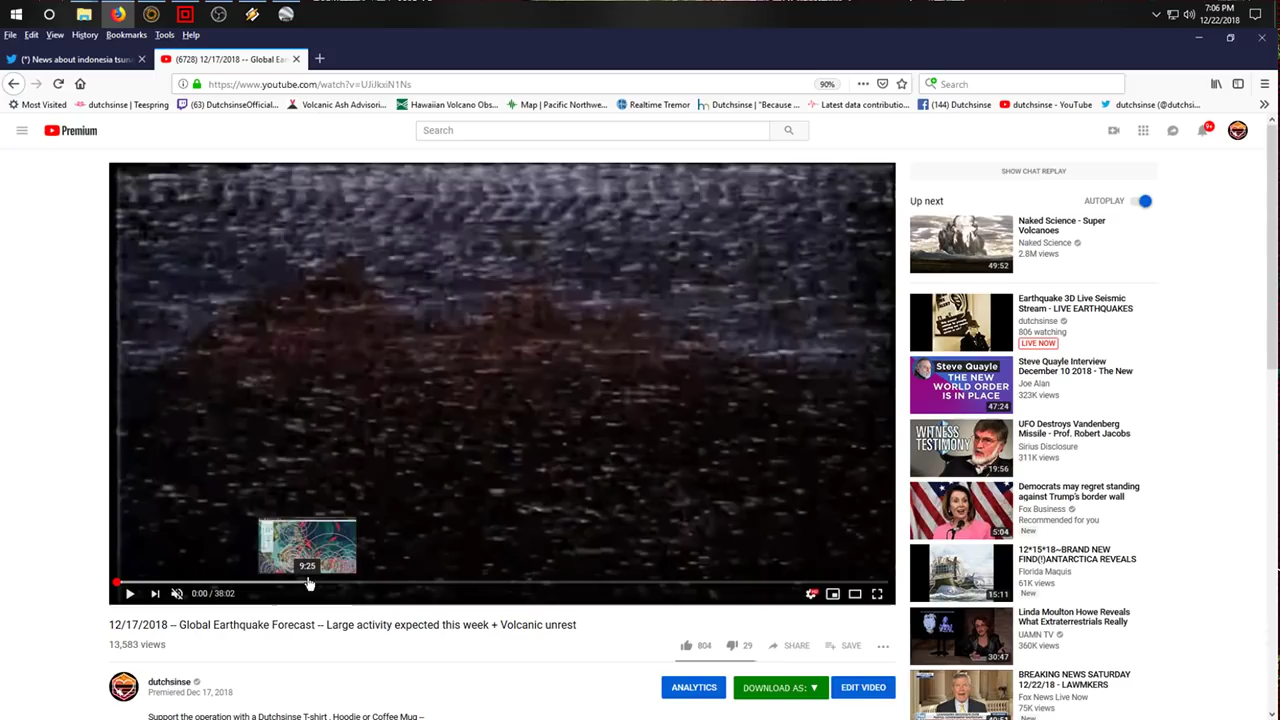 7:06 PM
12/22/2018
File Edit View History Bookmarks Tools Help
(*) News about indonesia tsun
(6728) 12/17/2018 -- Global Ear
https://www.youtube.com/watch?v=UJiJkxiN1Ns
90%
Search
Most Visited
dutchsinse | Teespring
(63) DutchsinseOfficial...
Volcanic Ash Advisori...
Hawaiian Volcano Obs...
Map | Pacific Northwe...
Realtime Tremor
Dutchsinse | "Because ...
Latest data contributio...
(144) Dutchsinse
dutchsinse - YouTube
dutchsinse (@dutchsi...
Premium
Search
9+
SHOW CHAT REPLAY
Up next
AUTOPLAY
Naked Science - Super
Volcanoes
Naked Science
2.8M views
49:52
Earthquake 3D Live Seismic
Stream - LIVE EARTHQUAKES
dutchsinse
806 watching
LIVE NOW
Steve Quayle
THE NEW
WORLD ORDER
IS IN PLACE
47:24
Steve Quayle Interview
December 10 2018 - The New
Joe Alan
323K views
WITNESS
TESTIMONY
19:56
UFO Destroys Vandenberg
Missile - Prof. Robert Jacobs
Sirius Disclosure
311K views
Democrats may regret standing
against Trump's border wall
Fox Business
Recommended for you
New
5:04
12*15*18~BRAND NEW
FIND(!)ANTARCTICA REVEALS
Florida Maquis
61K views
New
15:11
Linda Moulton Howe Reveals
What Extraterrestrials Really
UAMN TV
360K views
30:47
BREAKING NEWS SATURDAY
12/22/18 - LAWMKERS
Fox News Live Now
75K views
New
9:25
0:00 / 38:02
12/17/2018 -- Global Earthquake Forecast -- Large activity expected this week + Volcanic unrest
13,583 views
804
29
SHARE
SAVE
dutchsinse
Premiered Dec 17, 2018
ANALYTICS
DOWNLOAD AS: ▼
EDIT VIDEO
Support the operation with a Dutchsinse T-shirt , Hoodie or Coffee Mug --